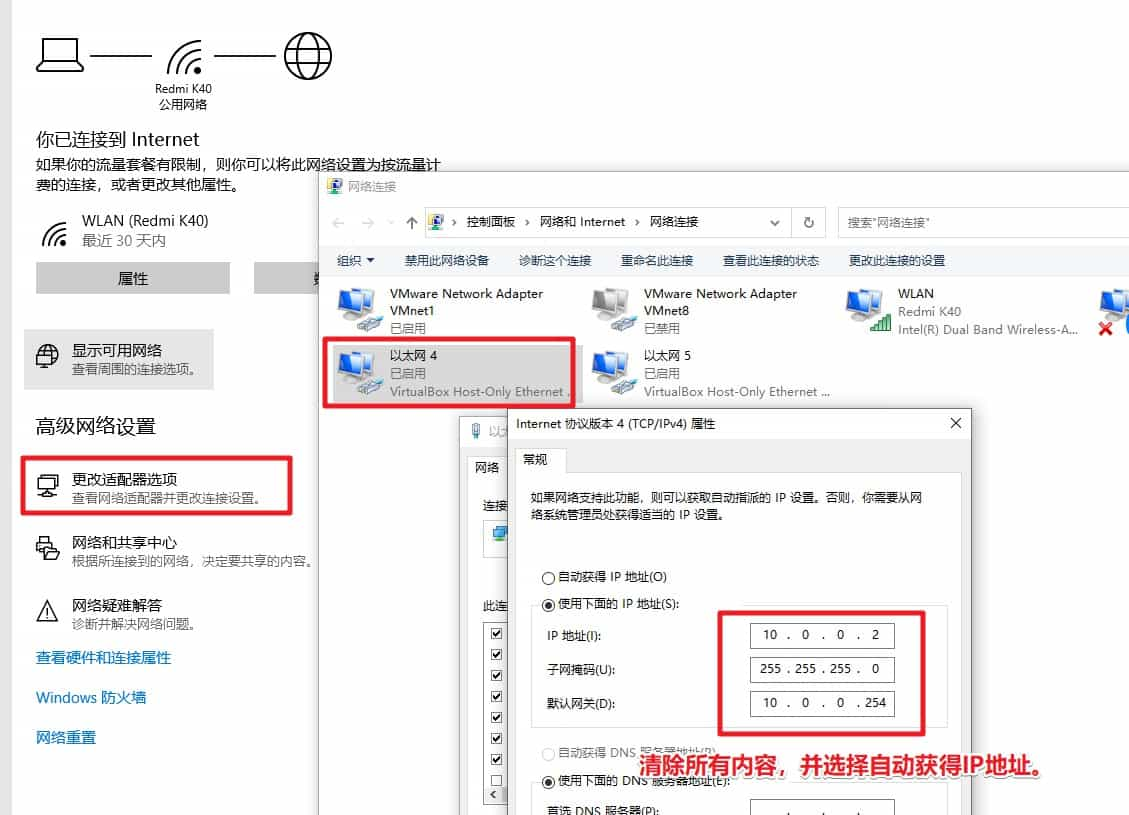 Redmi K40
公用网络
你已连接到 Internet
如果你的流量套餐有限制，则你可以将此网络设置为按流量计
费的连接，或者更改其他属性。
WLAN (Redmi K40)
最近 30 天内
属性
显示可用网络
查看周围的连接选项。
高级网络设置
更改适配器选项
查看网络适配器并更改连接设置。
网络和共享中心
根据所连接到的网络，决定要共享的内容。
网络疑难解答
诊断并解决网络问题。
查看硬件和连接属性
Windows 防火墙
网络重置
网络连接
控制面板 › 网络和 Internet › 网络连接
搜索"网络连接"
组织 禁用此网络设备 诊断这个连接 重命名此连接 查看此连接的状态 更改此连接的设置
VMware Network Adapter
VMnet1
已启用
VMware Network Adapter
VMnet8
已禁用
WLAN
Redmi K40
Intel(R) Dual Band Wireless-A...
以太网 4
已启用
VirtualBox Host-Only Ethernet ...
以太网 5
已启用
VirtualBox Host-Only Ethernet ...
网络
连接
此连
Internet 协议版本 4 (TCP/IPv4) 属性
常规
如果网络支持此功能，则可以获取自动指派的 IP 设置。否则，你需要从网
络系统管理员处获得适当的 IP 设置。
自动获得 IP 地址(O)
使用下面的 IP 地址(S):
IP 地址(I): 10 . 0 . 0 . 2
子网掩码(U): 255 . 255 . 255 . 0
默认网关(D): 10 . 0 . 0 . 254
自动获得 DNS 服务器地址(B)
清除所有内容，并选择自动获得IP地址。
使用下面的 DNS 服务器地址(E):
首选 DNS 服务器(P):